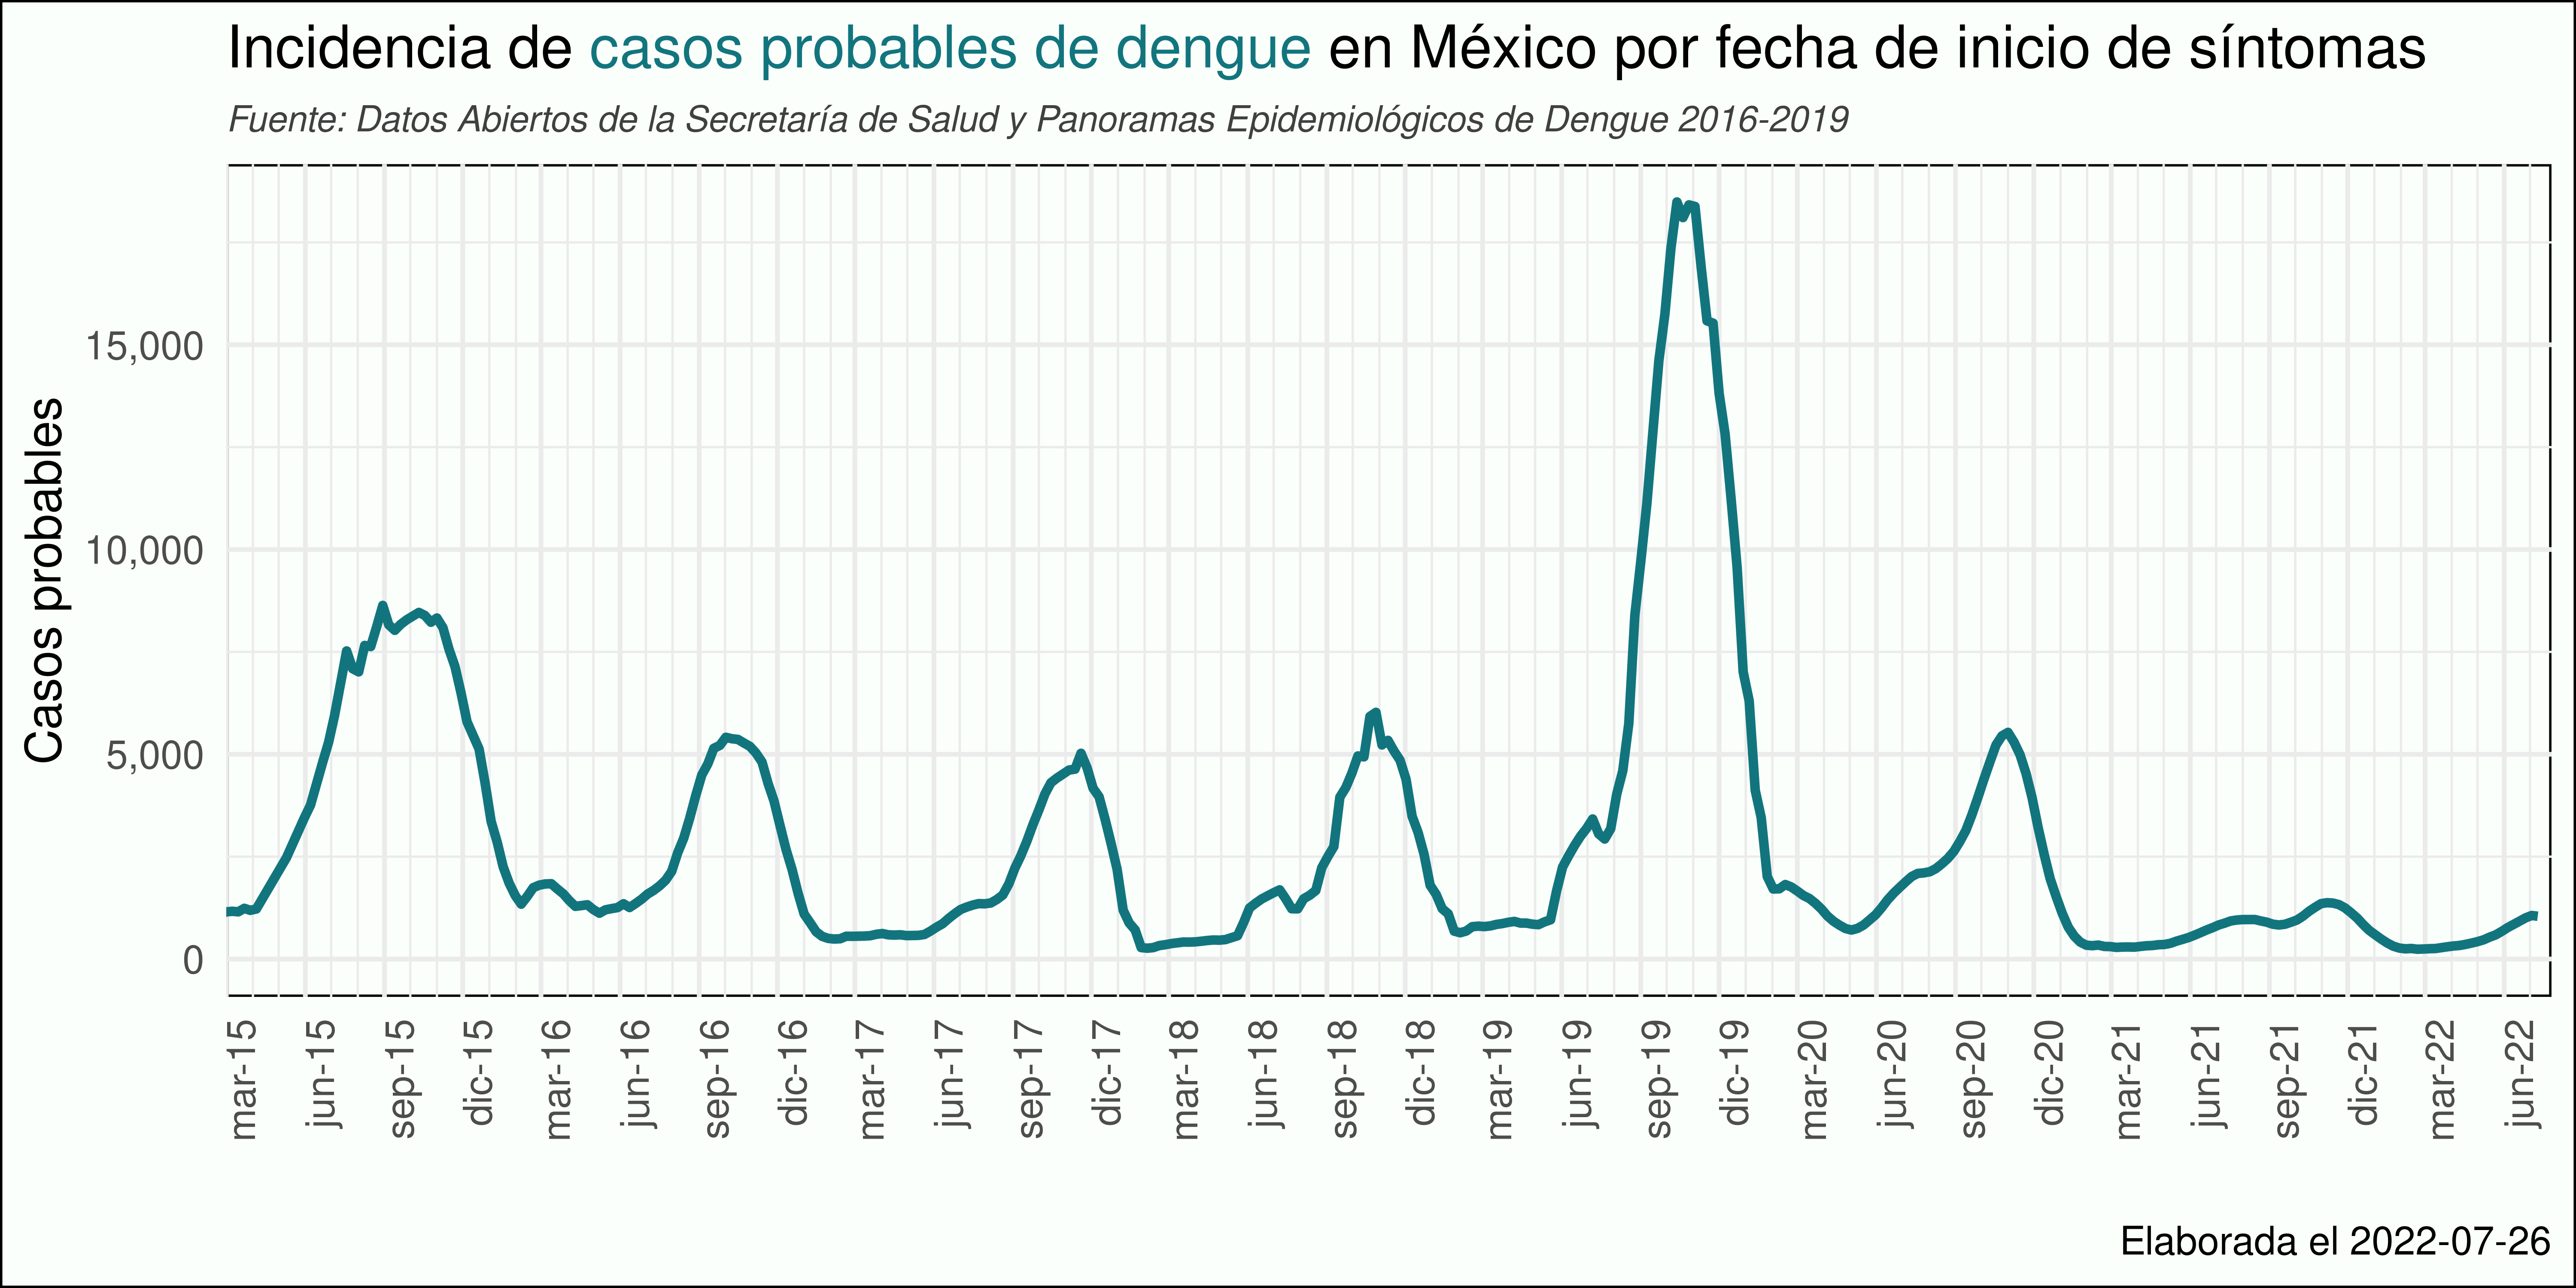 Incidencia de casos probables de dengue en México por fecha de inicio de síntomas
Fuente: Datos Abiertos de la Secretaría de Salud y Panoramas Epidemiológicos de Dengue 2016-2019
Casos probables
15,000
10,000
5,000
0
mar-15
jun-15
sep-15
dic-15
mar-16
jun-16
sep-16
dic-16
mar-17
jun-17
sep-17
dic-17
mar-18
jun-18
sep-18
dic-18
mar-19
jun-19
sep-19
dic-19
mar-20
jun-20
sep-20
dic-20
mar-21
jun-21
sep-21
dic-21
mar-22
jun-22
Elaborada el 2022-07-26